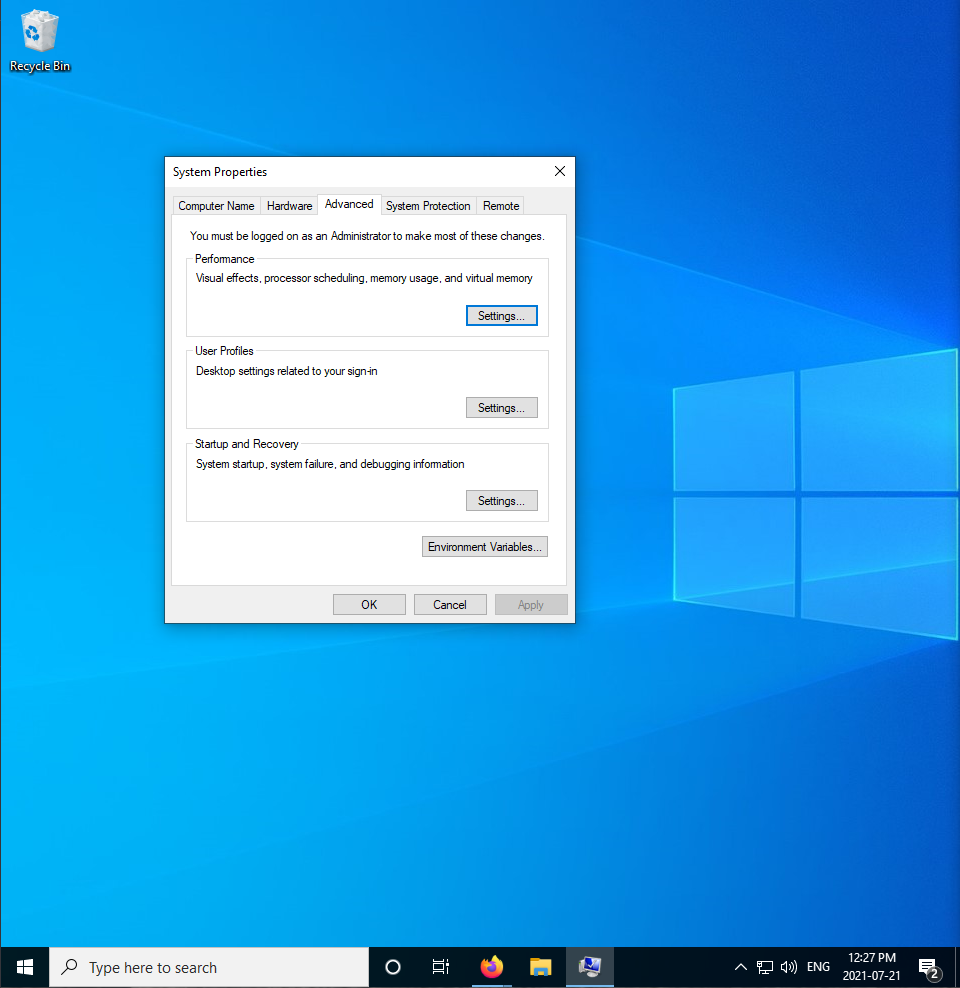 Recycle Bin
System Properties
Computer Name Hardware Advanced System Protection Remote
You must be logged on as an Administrator to make most of these changes.
Performance
Visual effects, processor scheduling, memory usage, and virtual memory
Settings...
User Profiles
Desktop settings related to your sign-in
Settings...
Startup and Recovery
System startup, system failure, and debugging information
Settings...
Environment Variables...
OK Cancel Apply
Type here to search
ENG
12:27 PM
2021-07-21
2